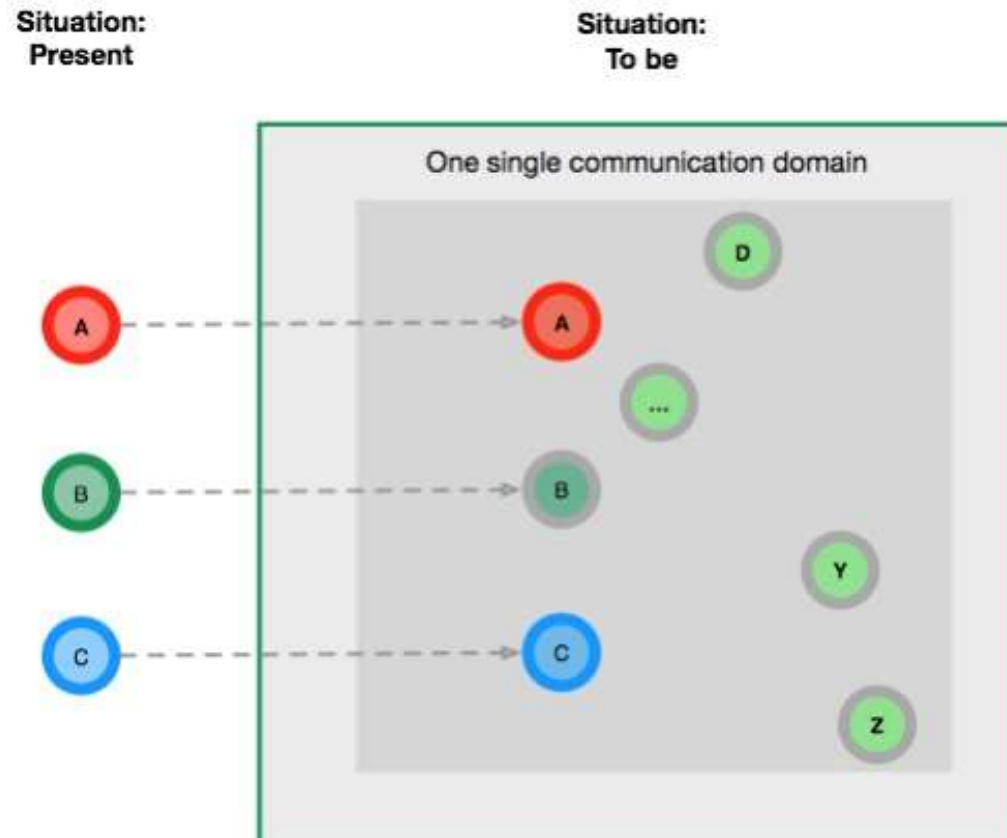 Situation:
Present
Situation:
To be
One single communication domain
D
A
A
...
B
B
Y
C
C
Z